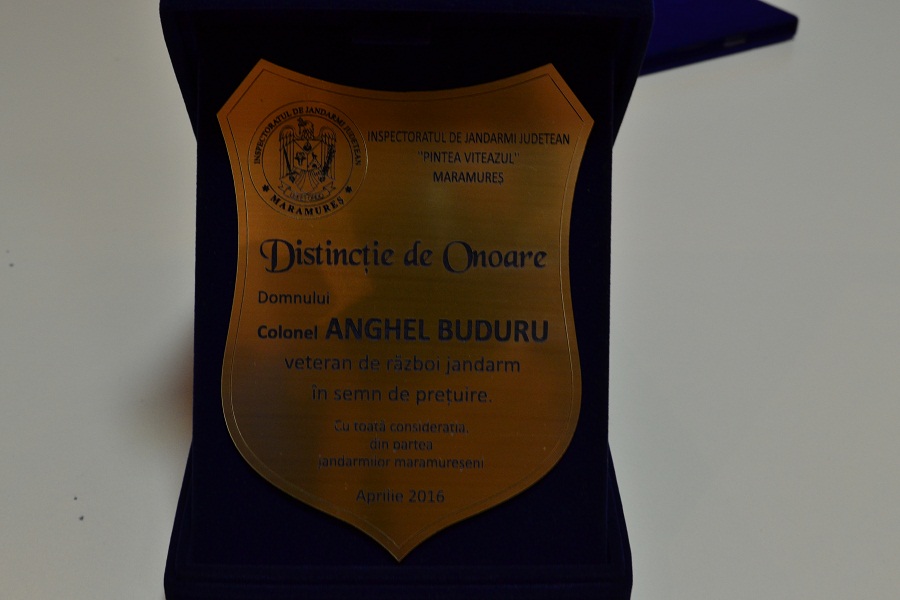 INSPECTORATUL DE JANDARMI JUDEȚEAN
MARAMUREȘ
INSPECTORATUL DE JANDARMI JUDETEAN
"PINTEA VITEAZUL"
MARAMUREȘ
Distincție de Onoare
Domnului
Colonel ANGHEL BUDURU
veteran de război jandarm
în semn de prețuire.
Cu toată considerația,
din partea
jandarmilor maramureșeni
Aprilie 2016